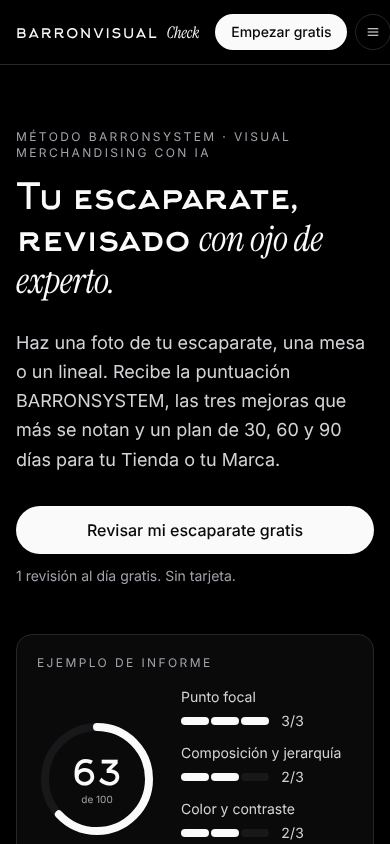 BARRONVISUAL Check
Empezar gratis
MÉTODO BARRONSYSTEM · VISUAL
MERCHANDISING CON IA
TU ESCAPARATE,
REVISADO con ojo de
experto.
Haz una foto de tu escaparate, una mesa
o un lineal. Recibe la puntuación
BARRONSYSTEM, las tres mejoras que
más se notan y un plan de 30, 60 y 90
días para tu Tienda o tu Marca.
Revisar mi escaparate gratis
1 revisión al día gratis. Sin tarjeta.
EJEMPLO DE INFORME
63
de 100
Punto focal
3/3
Composición y jerarquía
2/3
Color y contraste
2/3